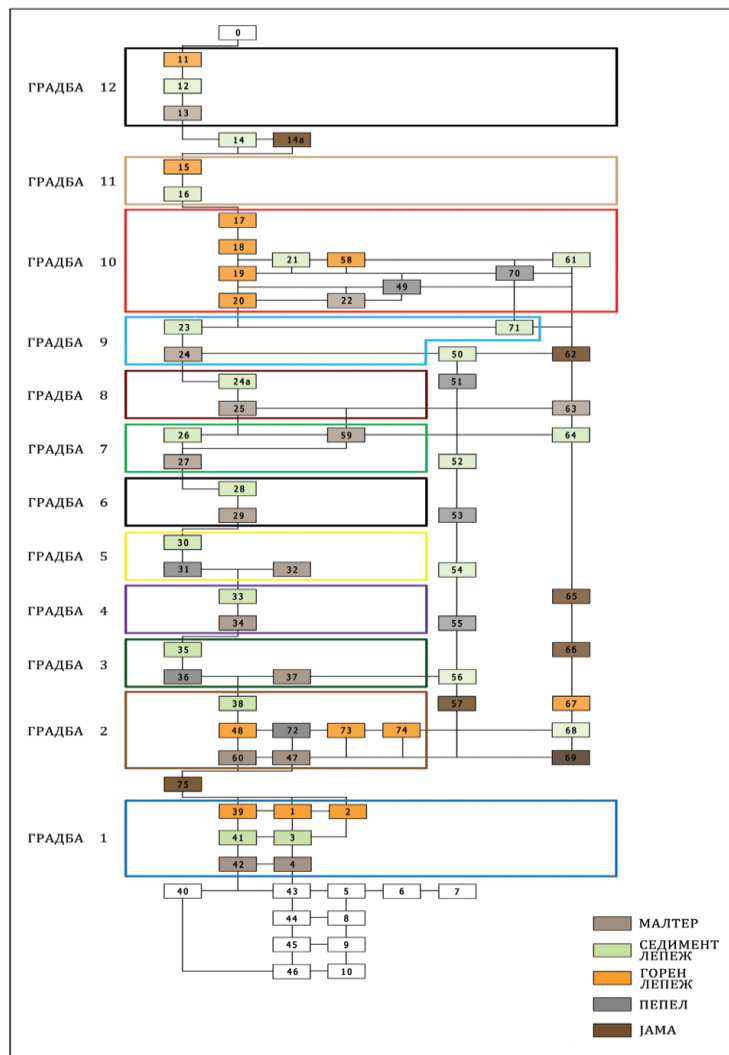 0
11
ГРАДБА 12 12
13
14 14a
15
ГРАДБА 11 16
17
18
ГРАДБА 10 21 58 61
19 70
49
20 22
23 71
ГРАДБА 9
24 50 62
24a 51
ГРАДБА 8 25 63
26 59 64
ГРАДБА 7
27 52
28
ГРАДБА 6
29 53
30
ГРАДБА 5
31 32 54
33 65
ГРАДБА 4
34 55
35 66
ГРАДБА 3
36 37 56
38 57 67
ГРАДБА 2 48 72 73 74 68
60 47 69
75
39 1 2
ГРАДБА 1 41 3
42 4
40 43 5 6 7
44 8
45 9
46 10
МАЛТЕР
СЕДИМЕНТ
ЛЕПЕЖ
ГОРЕН
ЛЕПЕЖ
ПЕПЕЛ
ЈАМА